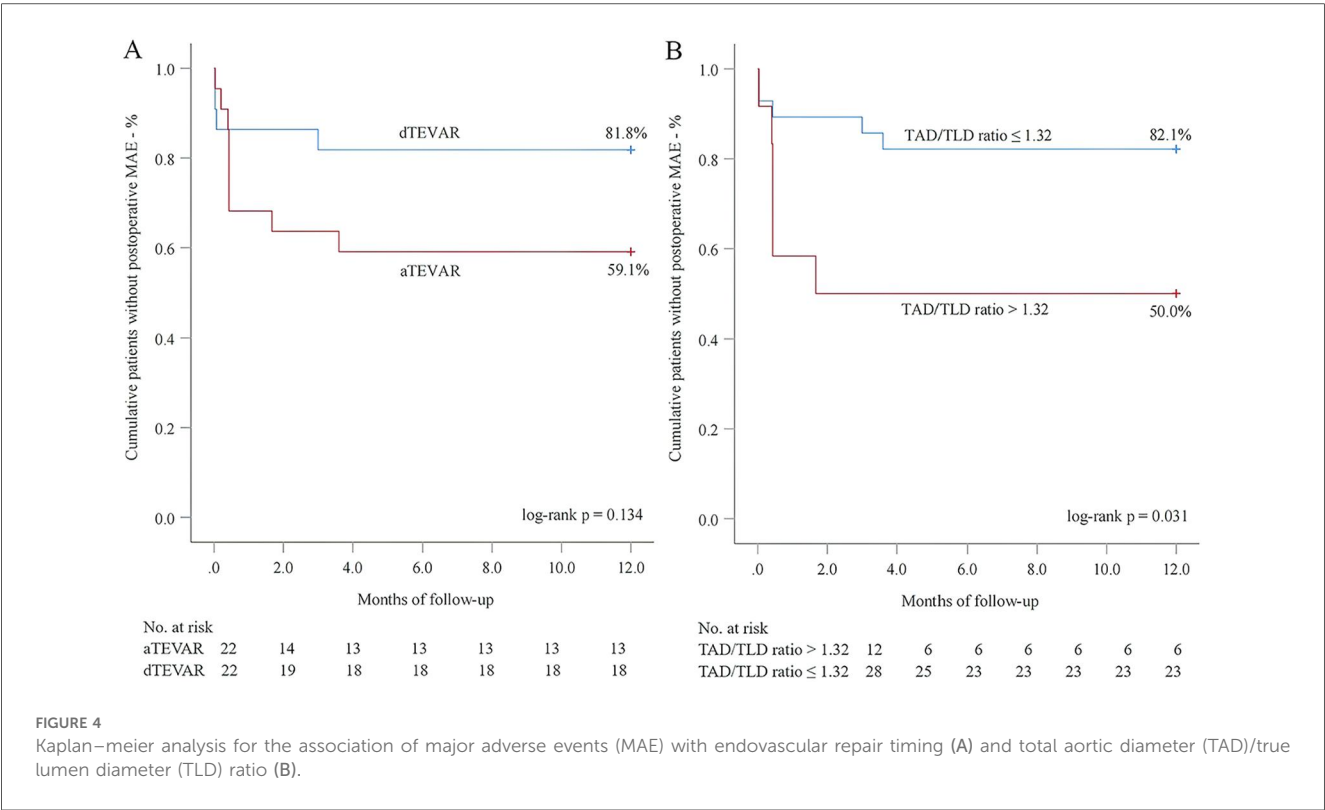 A
Cumulative patients without postoperative MAE - %
1.0
0.8
0.6
0.4
0.2
0.0
dTEVAR
81.8%
aTEVAR
59.1%
log-rank p = 0.134
.0 2.0 4.0 6.0 8.0 10.0 12.0
Months of follow-up
No. at risk
aTEVAR 22 14 13 13 13 13 13
dTEVAR 22 19 18 18 18 18 18
B
Cumulative patients without postoperative MAE - %
1.0
0.8
0.6
0.4
0.2
0.0
TAD/TLD ratio ≤ 1.32
82.1%
TAD/TLD ratio > 1.32
50.0%
log-rank p = 0.031
.0 2.0 4.0 6.0 8.0 10.0 12.0
Months of follow-up
No. at risk
TAD/TLD ratio > 1.32 12 6 6 6 6 6 6
TAD/TLD ratio ≤ 1.32 28 25 23 23 23 23 23
FIGURE 4
Kaplan–meier analysis for the association of major adverse events (MAE) with endovascular repair timing (A) and total aortic diameter (TAD)/true
lumen diameter (TLD) ratio (B).